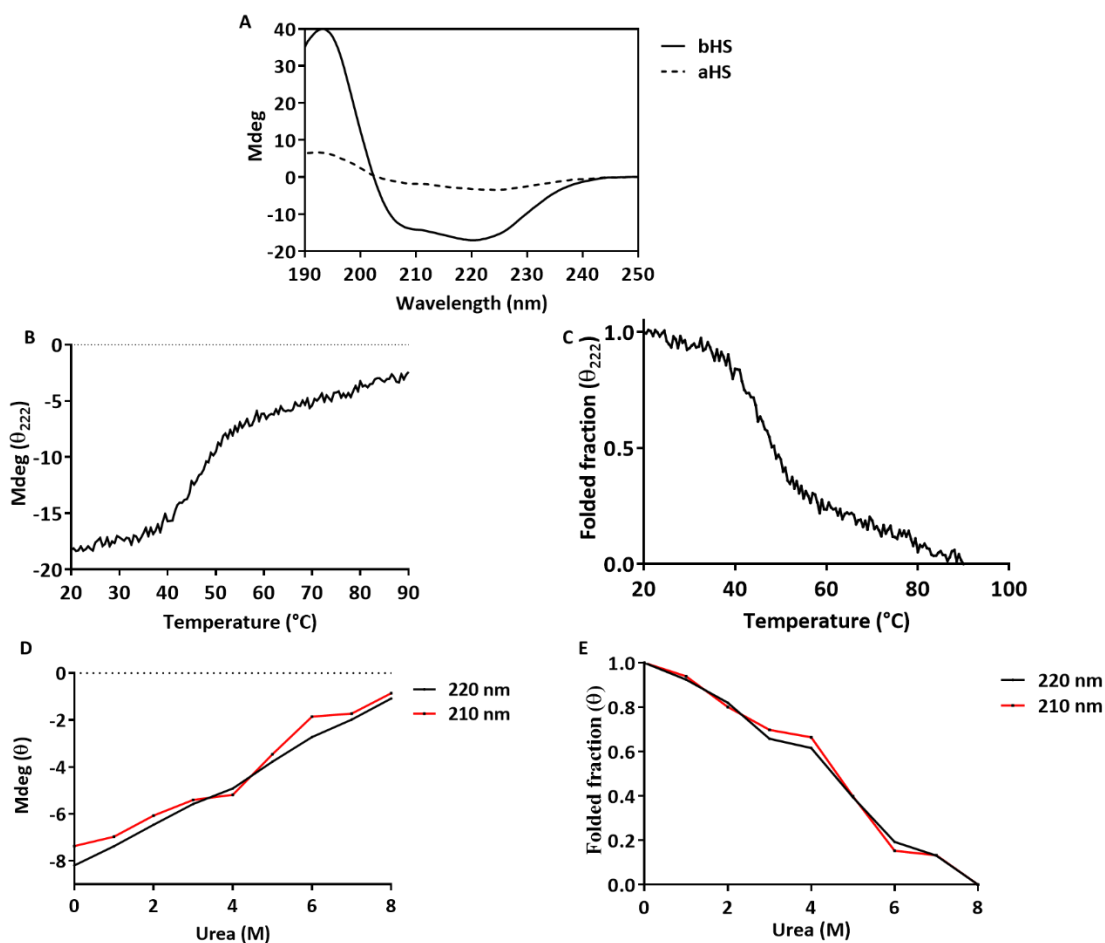 A
40
30
20
10
0
-10
-20
Mdeg
190 200 210 220 230 240 250
Wavelength (nm)
bHS
aHS
B
0
-5
-10
-15
-20
Mdeg (θ222)
20 30 40 50 60 70 80 90
Temperature (°C)
C
1.0
0.5
0.0
Folded fraction (θ222)
20 40 60 80 100
Temperature (°C)
D
0
-2
-4
-6
-8
Mdeg (θ)
0 2 4 6 8
Urea (M)
220 nm
210 nm
E
1.0
0.8
0.6
0.4
0.2
0.0
Folded fraction (θ)
0 2 4 6 8
Urea (M)
220 nm
210 nm